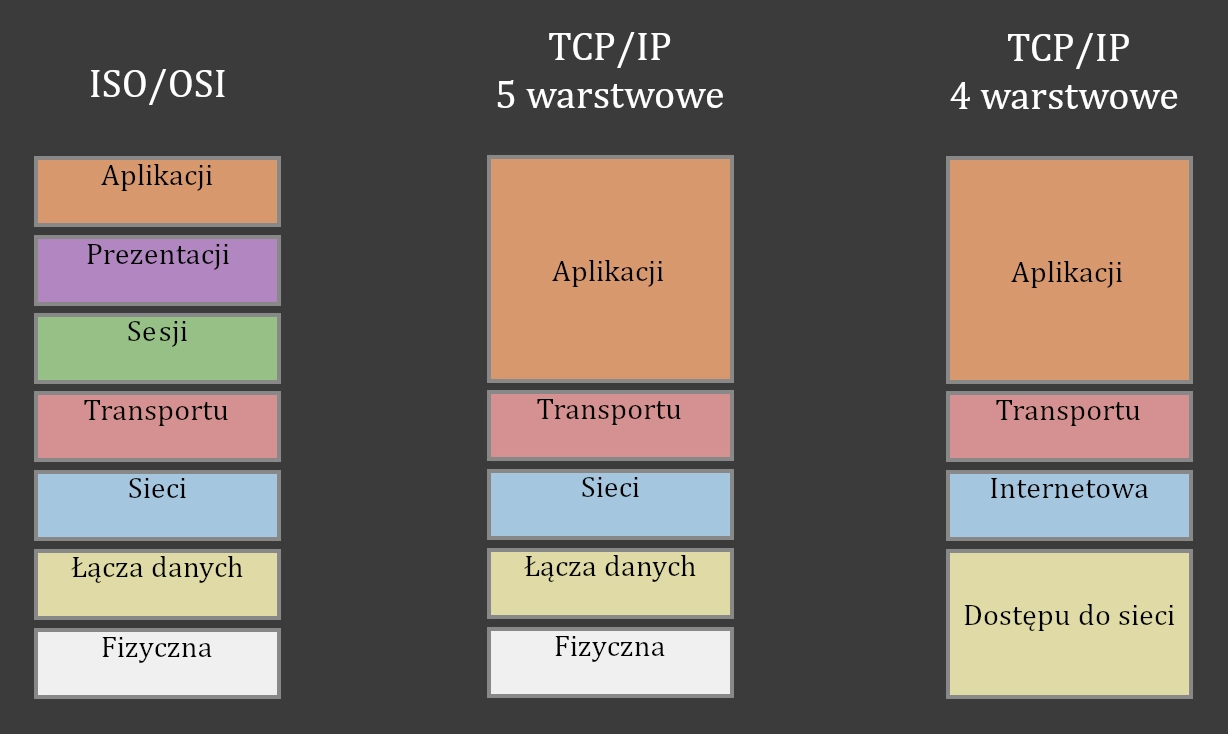 ISO/OSI
Aplikacji
Prezentacji
Sesji
Transportu
Sieci
Łącza danych
Fizyczna
TCP/IP
5 warstwowe
Aplikacji
Transportu
Sieci
Łącza danych
Fizyczna
TCP/IP
4 warstwowe
Aplikacji
Transportu
Internetowa
Dostępu do sieci